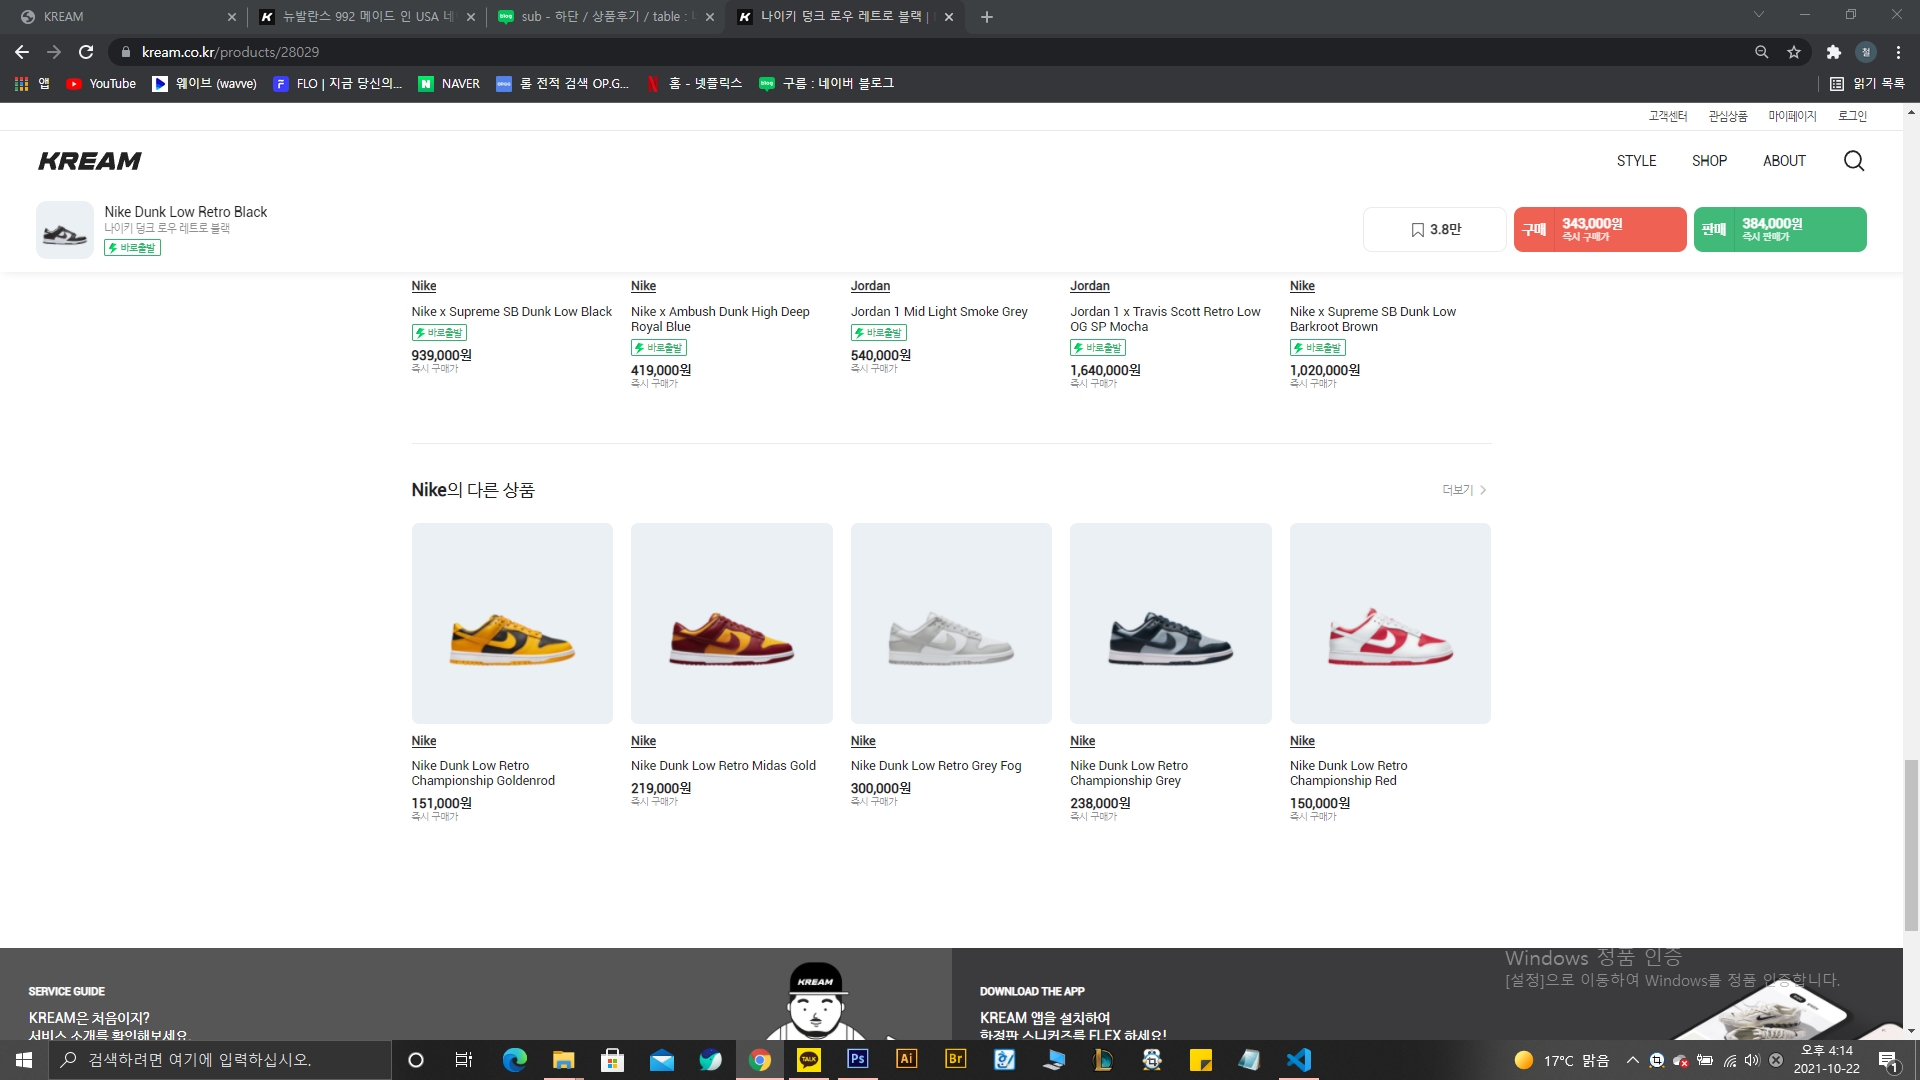 KREAM
뉴발란스 992 메이드 인 USA 네
sub - 하단 / 상품후기 / table :
나이키 덩크 로우 레트로 블랙 |
kream.co.kr/products/28029
앱
YouTube
웨이브 (wavve)
FLO | 지금 당신의...
NAVER
롤 전적 검색 OP.G...
홈 - 넷플릭스
구름 : 네이버 블로그
읽기 목록
고객센터
관심상품
마이페이지
로그인
KREAM
STYLE
SHOP
ABOUT
Nike Dunk Low Retro Black
나이키 덩크 로우 레트로 블랙
바로출발
3.8만
구매
343,000원
즉시 구매가
판매
384,000원
즉시 판매가
Nike
Nike x Supreme SB Dunk Low Black
바로출발
939,000원
즉시 구매가
Nike
Nike x Ambush Dunk High Deep
Royal Blue
바로출발
419,000원
즉시 구매가
Jordan
Jordan 1 Mid Light Smoke Grey
바로출발
540,000원
즉시 구매가
Jordan
Jordan 1 x Travis Scott Retro Low
OG SP Mocha
바로출발
1,640,000원
즉시 구매가
Nike
Nike x Supreme SB Dunk Low
Barkroot Brown
바로출발
1,020,000원
즉시 구매가
Nike의 다른 상품
더보기
Nike
Nike Dunk Low Retro
Championship Goldenrod
151,000원
즉시 구매가
Nike
Nike Dunk Low Retro Midas Gold
219,000원
즉시 구매가
Nike
Nike Dunk Low Retro Grey Fog
300,000원
즉시 구매가
Nike
Nike Dunk Low Retro
Championship Grey
238,000원
즉시 구매가
Nike
Nike Dunk Low Retro
Championship Red
150,000원
즉시 구매가
SERVICE GUIDE
KREAM은 처음이지?
서비스 소개를 확인해보세요.
KREAM
DOWNLOAD THE APP
KREAM 앱을 설치하여
한정판 스니커즈를 FLEX 하세요!
Windows 정품 인증
[설정]으로 이동하여 Windows를 정품 인증합니다.
검색하려면 여기에 입력하십시오.
TALK
Ps
Ai
Br
17°C 맑음
오후 4:14
2021-10-22
1